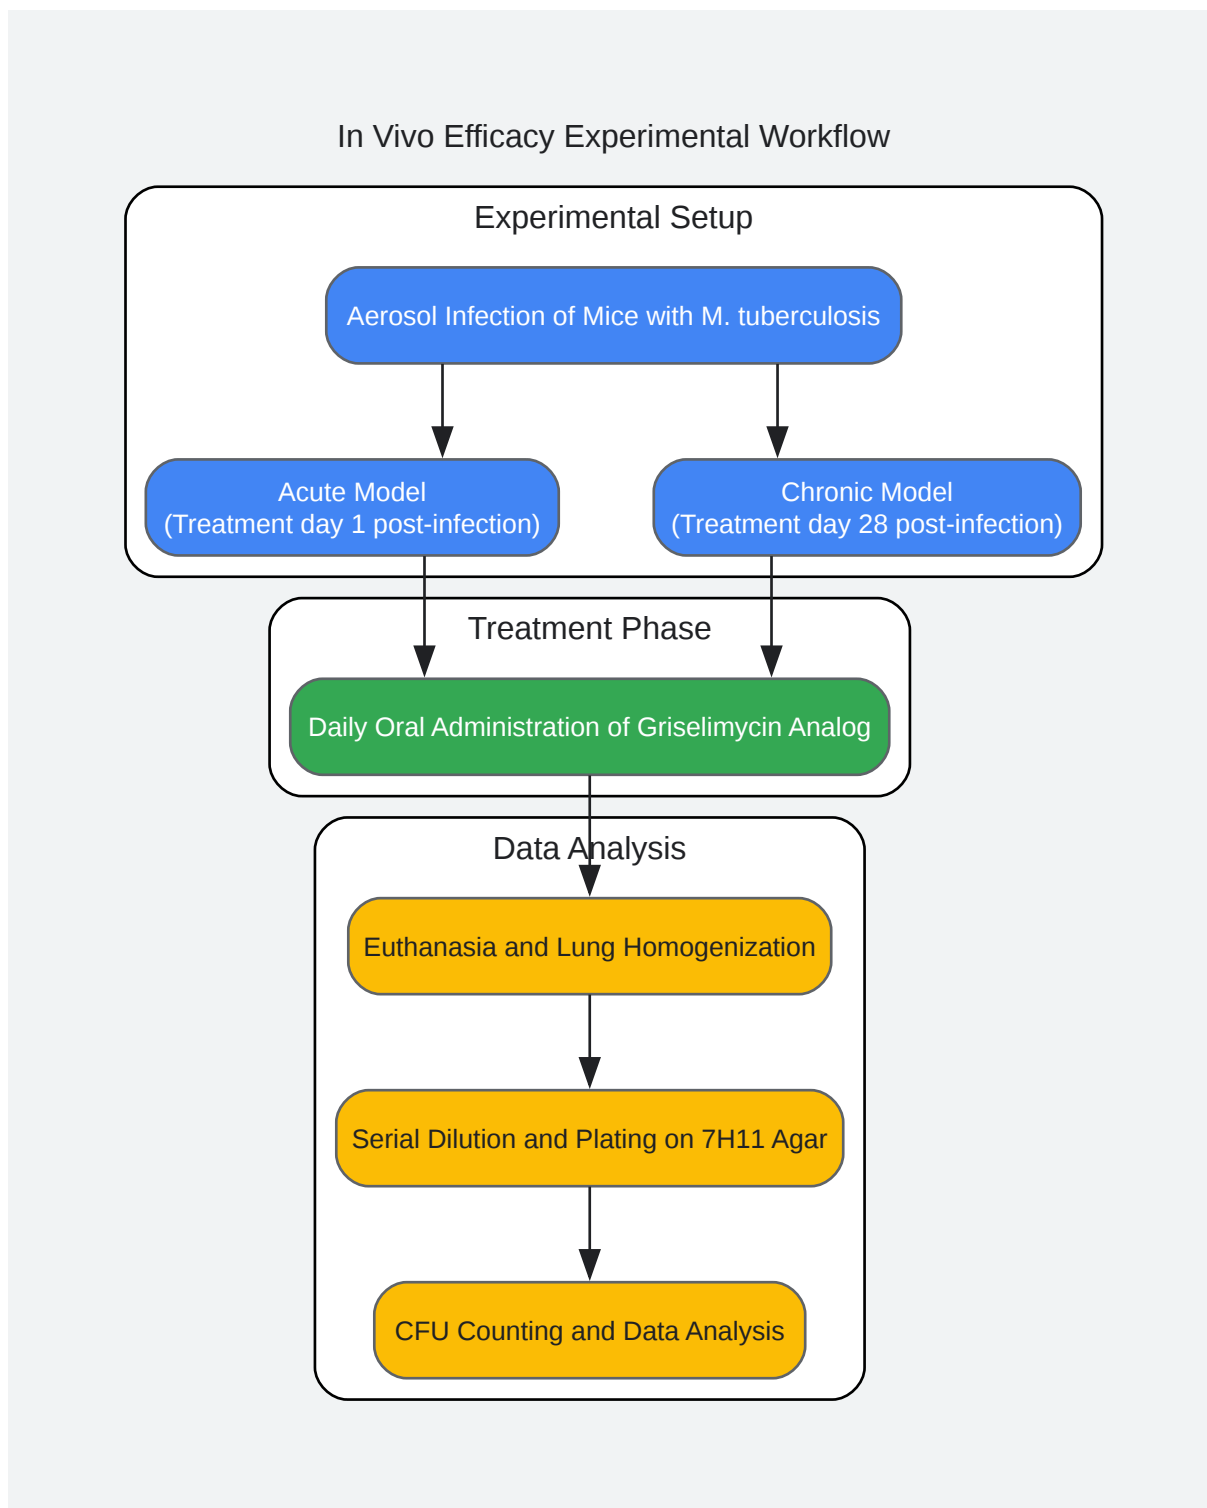 In Vivo Efficacy Experimental Workflow
Experimental Setup
Aerosol Infection of Mice with M. tuberculosis
Acute Model
(Treatment day 1 post-infection)
Chronic Model
(Treatment day 28 post-infection)
Treatment Phase
Daily Oral Administration of Griselimycin Analog
Data Analysis
Euthanasia and Lung Homogenization
Serial Dilution and Plating on 7H11 Agar
CFU Counting and Data Analysis